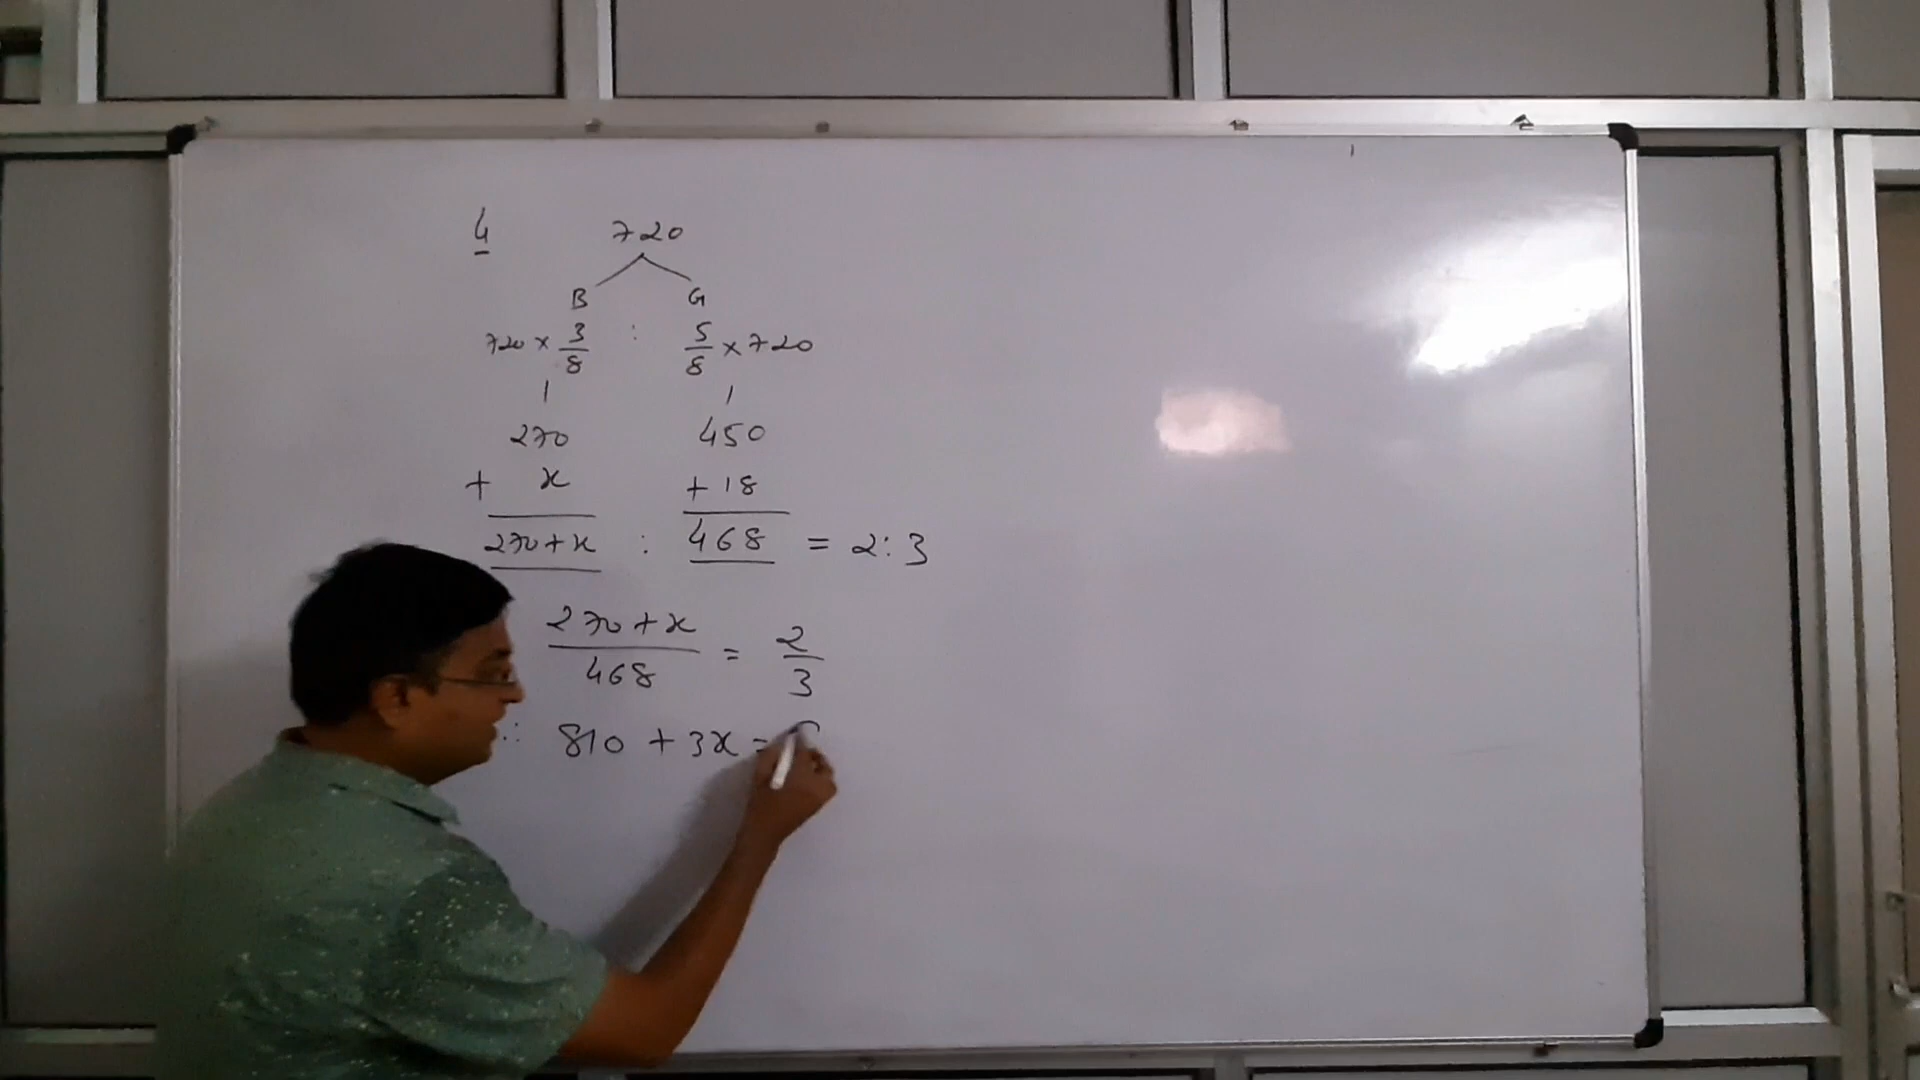 4 720
B G
720 × 3/8 : 5/8 × 720
270 450
+ x + 18
270+x : 468 = 2:3
270+x/468 = 2/3
∴ 810 + 3x =